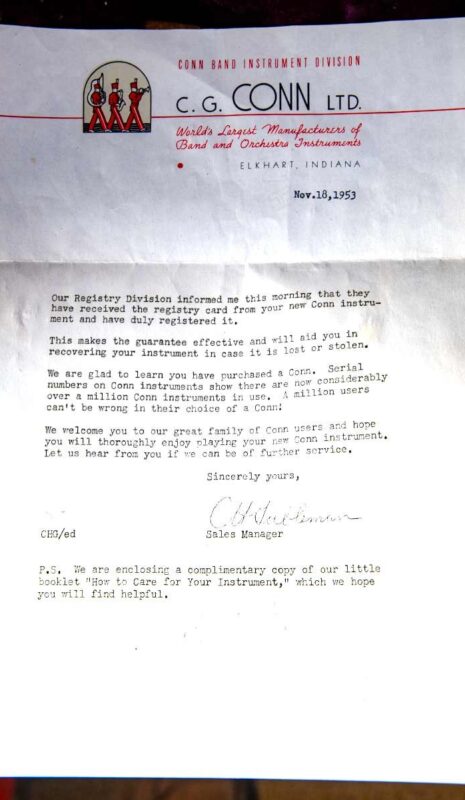 CONN BAND INSTRUMENT DIVISION
C. G. CONN LTD.
World's Largest Manufacturers of
Band and Orchestra Instruments
ELKHART, INDIANA
Nov.18,1953
Our Registry Division informed me this morning that they
have received the registry card from your new Conn instru-
ment and have duly registered it.
This makes the guarantee effective and will aid you in
recovering your instrument in case it is lost or stolen.
We are glad to learn you have purchased a Conn. Serial
numbers on Conn instruments show there are now considerably
over a million Conn instruments in use. A million users
can't be wrong in their choice of a Conn!
We welcome you to our great family of Conn users and hope
you will thoroughly enjoy playing your new Conn instrument.
Let us hear from you if we can be of further service.
Sincerely yours,
CHG/ed
Sales Manager
P.S. We are enclosing a complimentary copy of our little
booklet "How to Care for Your Instrument," which we hope
you will find helpful.